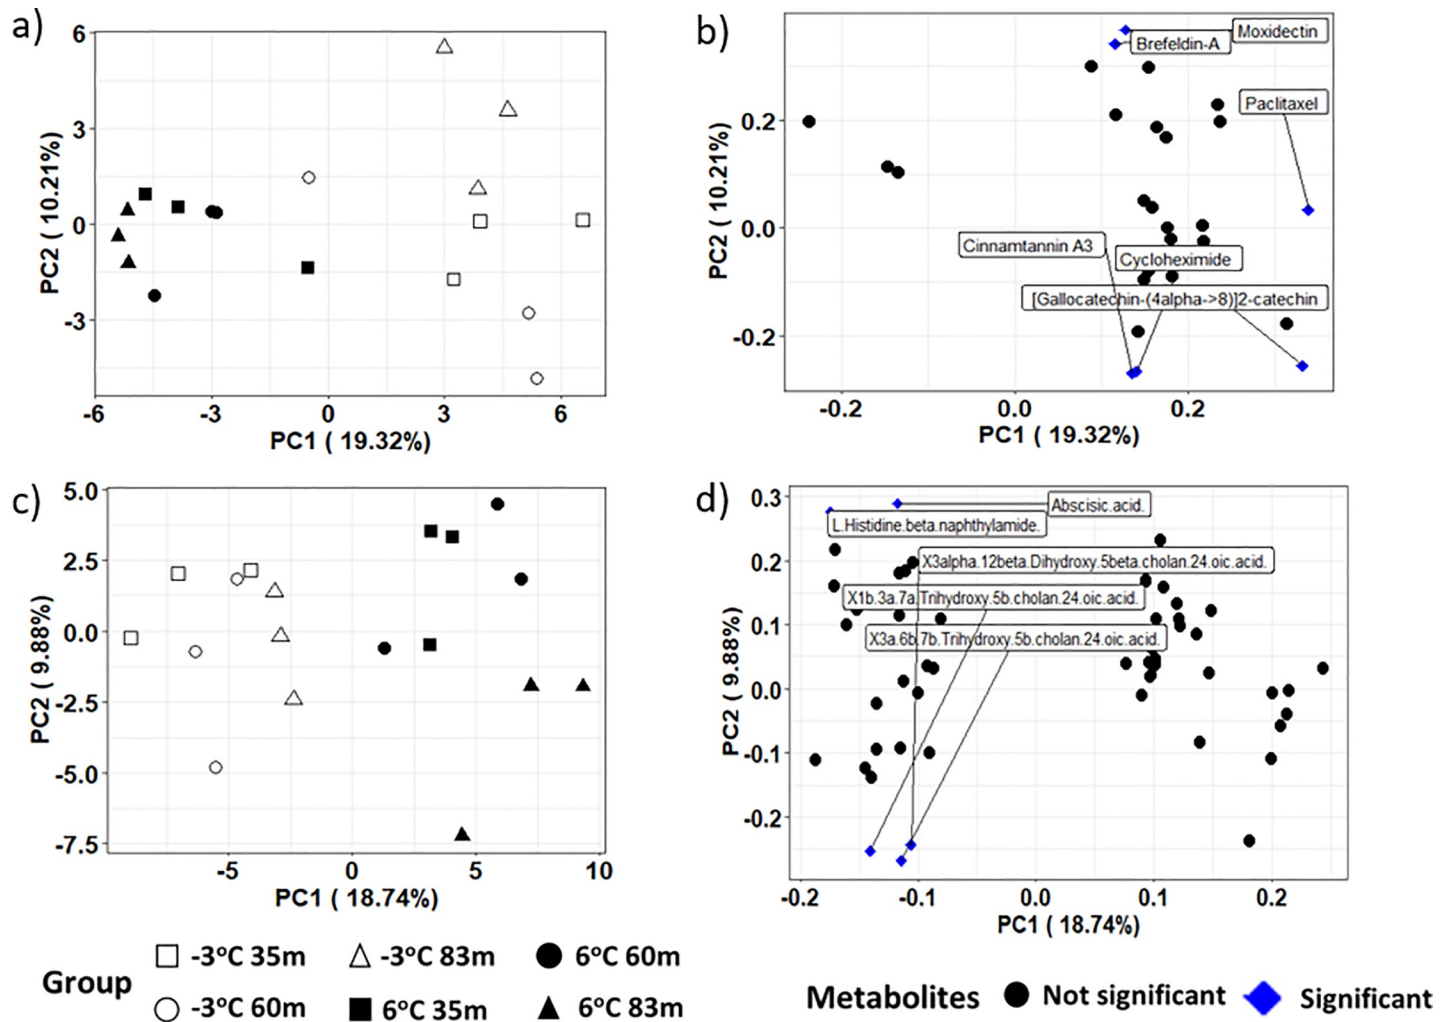 a)
6
3
0
-3
-6
-3
0
3
6
PC2 ( 10.21%)
PC1 ( 19.32%)
b)
Moxidectin
Brefeldin-A
Paclitaxel
Cinnamtannin A3
Cycloheximide
[Gallocatechin-(4alpha->8)]2-catechin
0.2
0.0
-0.2
-0.2
0.0
0.2
PC2 ( 10.21%)
PC1 ( 19.32%)
c)
5.0
2.5
0.0
-2.5
-5.0
-7.5
-5
0
5
10
PC2 ( 9.88%)
PC1 ( 18.74%)
d)
Abscisic.acid.
L.Histidine.beta.naphthylamide.
X3alpha.12beta.Dihydroxy.5beta.cholan.24.oic.acid.
X1b.3a.7a.Trihydroxy.5b.cholan.24.oic.acid.
X3a.6b.7b.Trihydroxy.5b.cholan.24.oic.acid.
0.3
0.2
0.1
0.0
-0.1
-0.2
-0.2
-0.1
0.0
0.1
0.2
PC2 ( 9.88%)
PC1 ( 18.74%)
Group
-3ºC 35m
-3ºC 83m
6ºC 60m
-3ºC 60m
6ºC 35m
6ºC 83m
Metabolites
Not significant
Significant